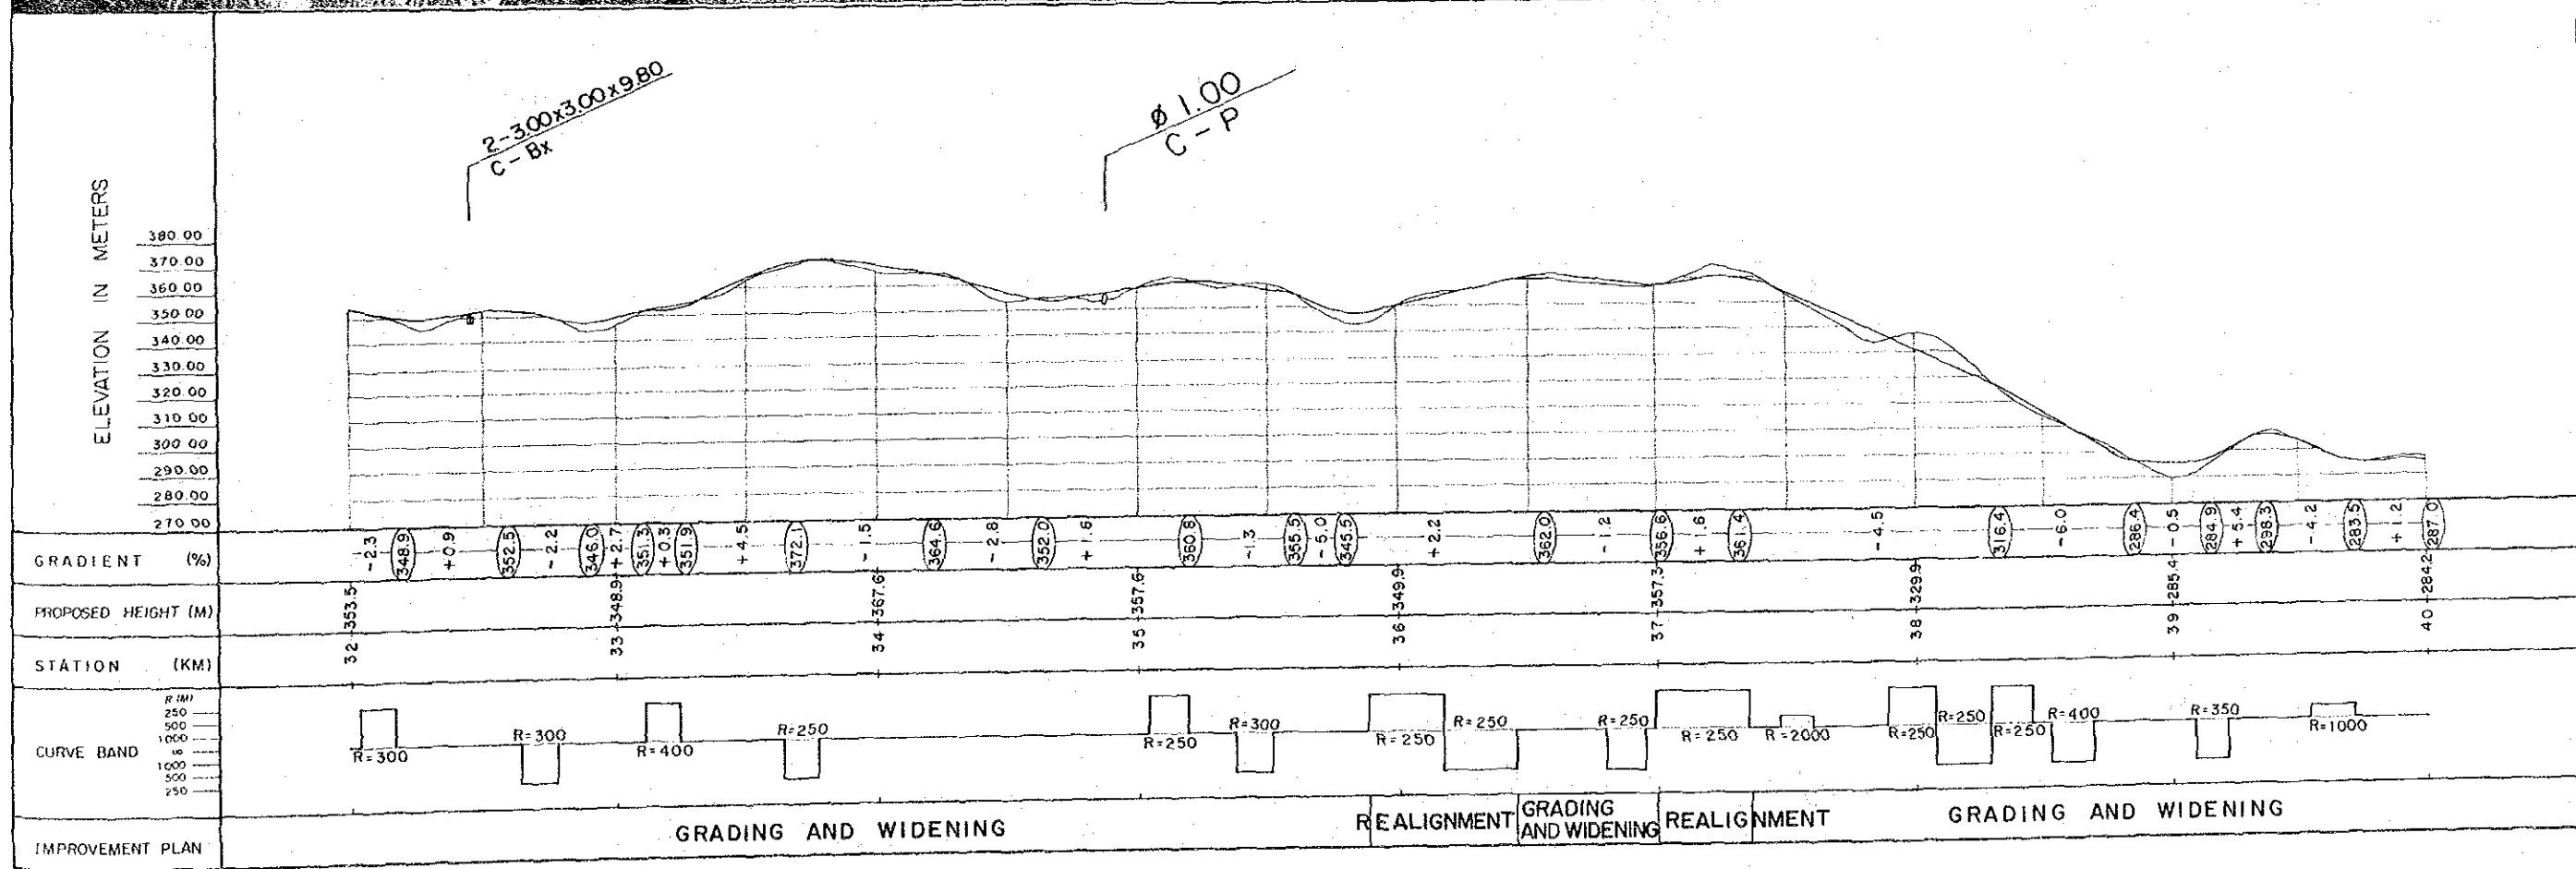 2-3.00x3.00x9.80
C-Bx
Ø 1.00
C-P
ELEVATION IN METERS
380.00
370.00
360.00
350.00
340.00
330.00
320.00
310.00
300.00
290.00
280.00
270.00
GRADIENT (%)
-2.3 348.9 +0.9 352.5 -2.2 346.0 +2.7 351.3 +0.3 351.9 +4.5 372.1 -1.5 364.6 -2.8 352.0 +1.6 360.8 -1.3 355.5 -5.0 345.5 +2.2 362.0 -1.2 356.6 +1.6 361.4 -4.5 316.4 -6.0 286.4 -0.5 284.9 +5.4 298.3 -4.2 283.5 +1.2 287.0
PROPOSED HEIGHT (M)
353.5 348.9 367.6 357.6 349.9 357.3 329.9 285.4 284.2
STATION (KM)
32 33 34 35 36 37 38 39 40
CURVE BAND
R (M)
250
500
1000
∞
1000
500
250
R=300 R=300 R=400 R=250 R=250 R=300 R=250 R=250 R=250 R=250 R=2000 R=250 R=250 R=250 R=400 R=350 R=1000
IMPROVEMENT PLAN
GRADING AND WIDENING
REALIGNMENT
GRADING
AND WIDENING
REALIGNMENT
GRADING AND WIDENING